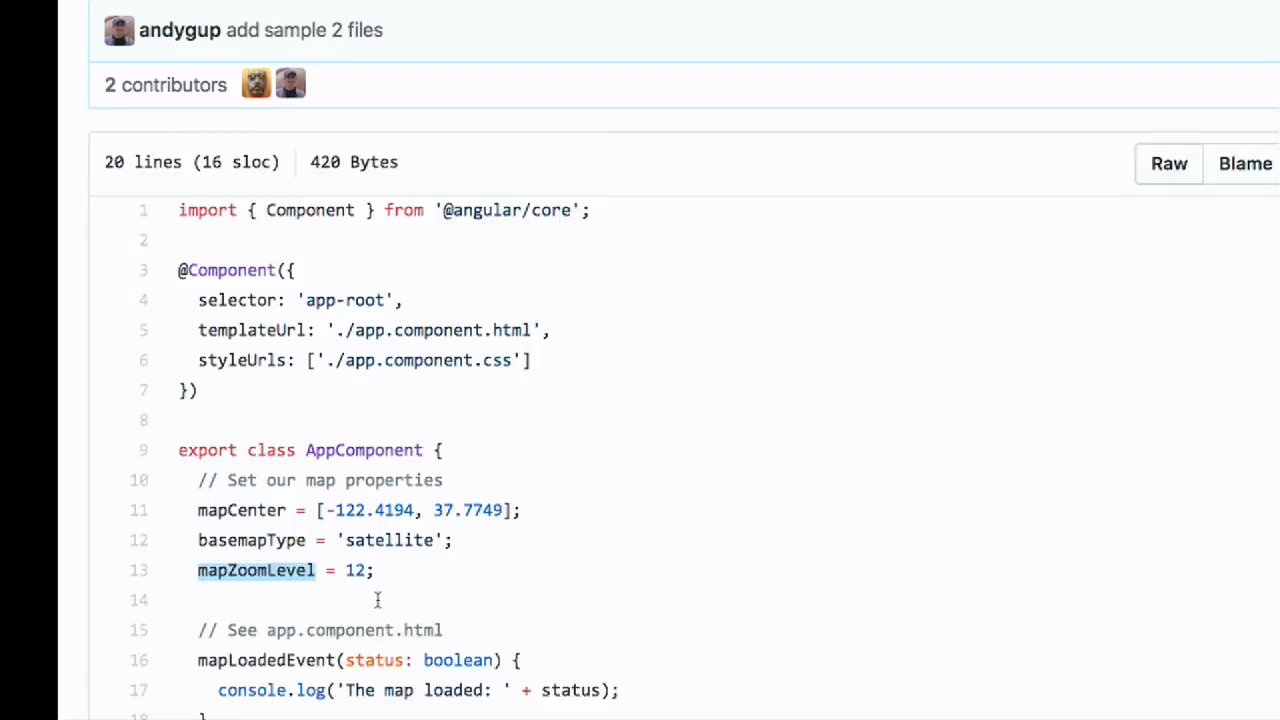 andygup add sample 2 files
2 contributors
20 lines (16 sloc) 420 Bytes
Raw Blame
1 import { Component } from '@angular/core';
2
3 @Component({
4 selector: 'app-root',
5 templateUrl: './app.component.html',
6 styleUrls: ['./app.component.css']
7 })
8
9 export class AppComponent {
10 // Set our map properties
11 mapCenter = [-122.4194, 37.7749];
12 basemapType = 'satellite';
13 mapZoomLevel = 12;
14
15 // See app.component.html
16 mapLoadedEvent(status: boolean) {
17 console.log('The map loaded: ' + status);
18 }